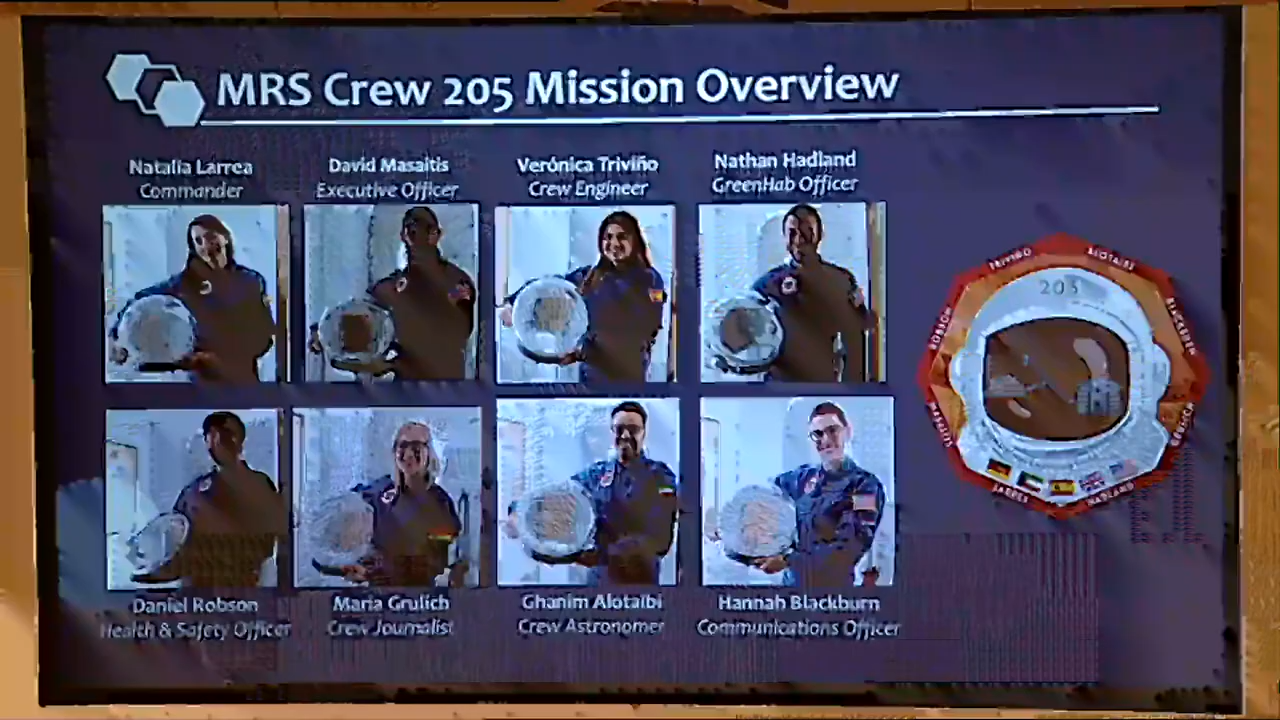 MRS Crew 205 Mission Overview
Natalia Larrea
Commander
David Masaitis
Executive Officer
Verónica Triviño
Crew Engineer
Nathan Hadland
GreenHab Officer
Daniel Robson
Health & Safety Officer
Maria Grulich
Crew Journalist
Ghanim Alotaibi
Crew Astronomer
Hannah Blackburn
Communications Officer
TRIVIÑO
ALOTAIBI
205
ROBSON
BLACKBURN
MASAITIS
GRULICH
LARREA
HADLAND